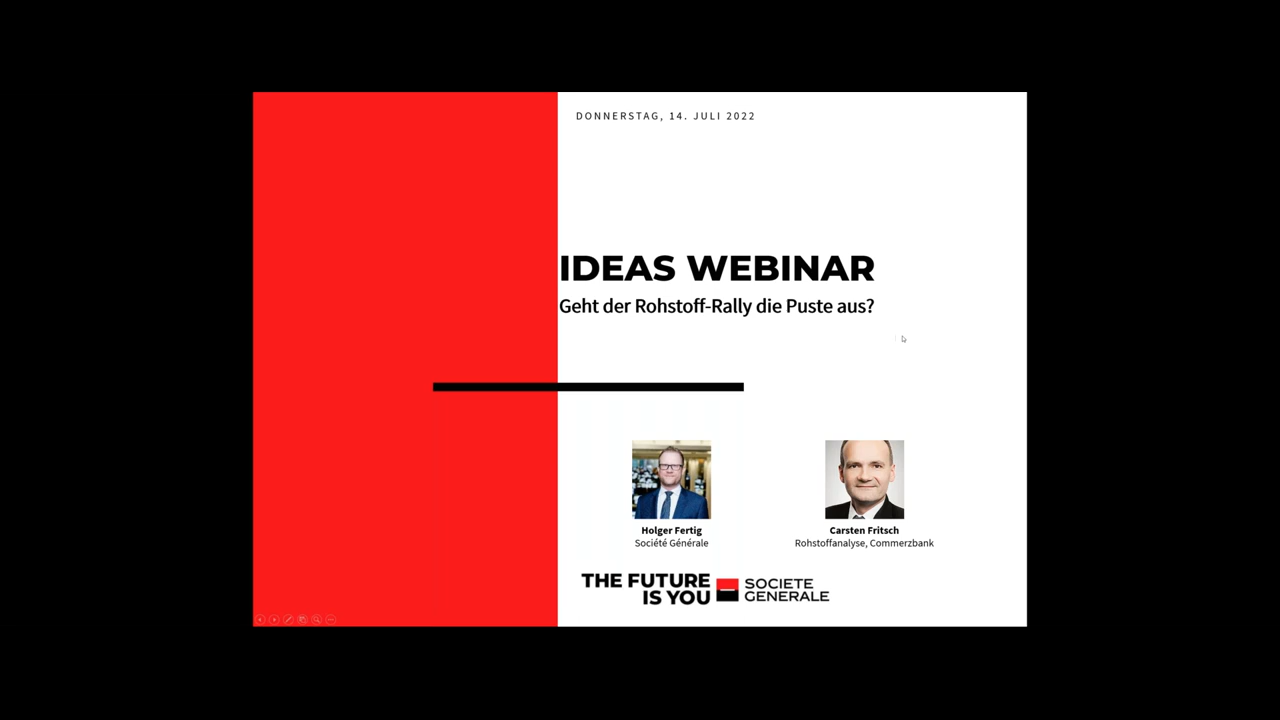 DONNERSTAG, 14. JULI 2022
IDEAS WEBINAR
Geht der Rohstoff-Rally die Puste aus?
Holger Fertig
Société Générale
Carsten Fritsch
Rohstoffanalyse, Commerzbank
THE FUTURE
IS YOU
SOCIETE
GENERALE